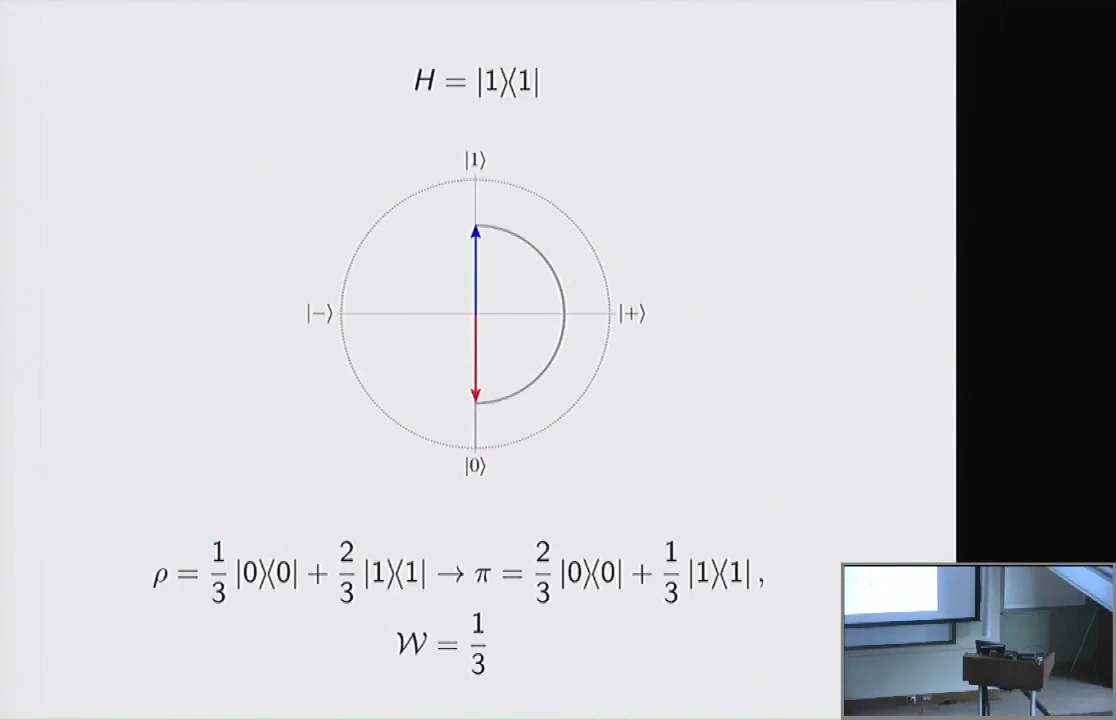 H = |1⟩⟨1|
|1⟩
|−⟩ |+⟩
|0⟩
ρ = 1/3 |0⟩⟨0| + 2/3 |1⟩⟨1| → π = 2/3 |0⟩⟨0| + 1/3 |1⟩⟨1| ,
𝒲 = 1/3